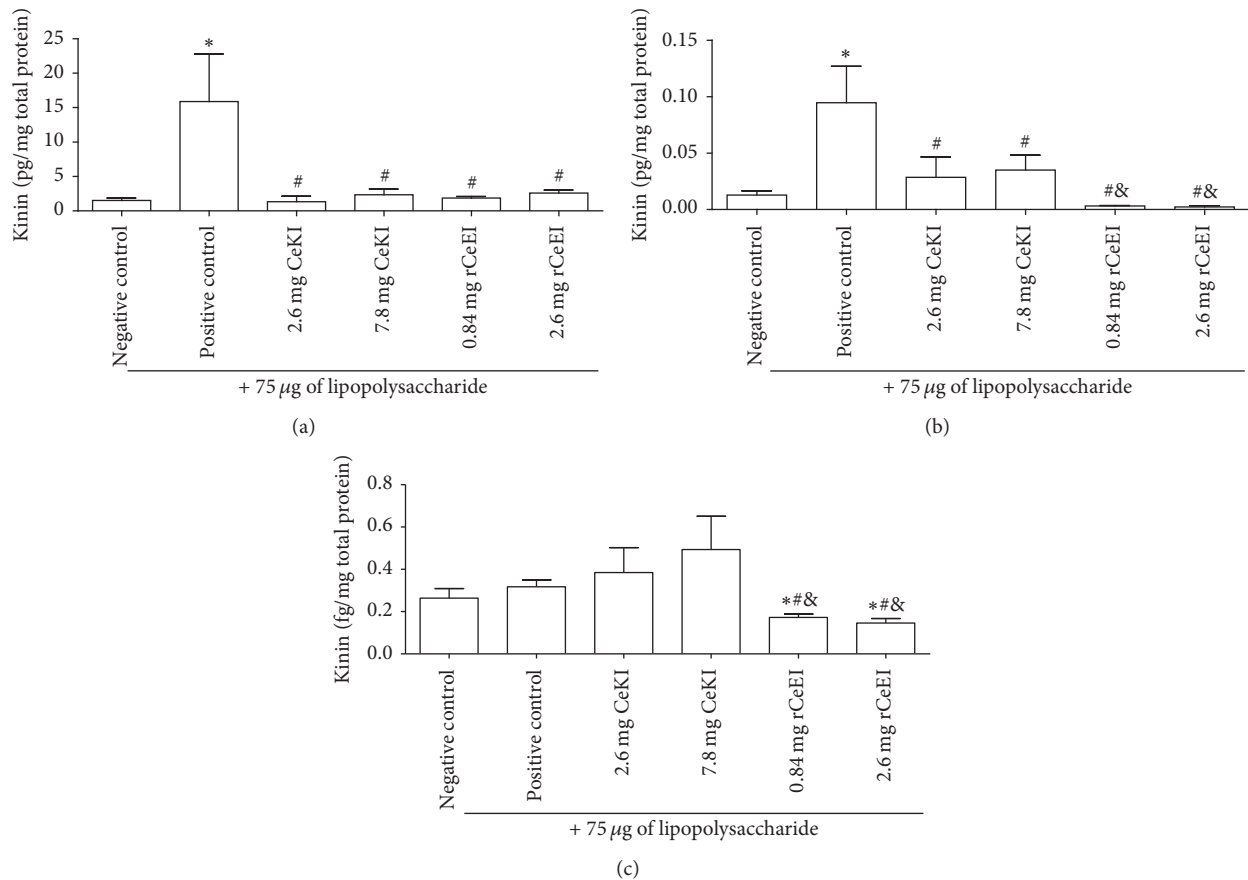 Kinin (pg/mg total protein)
25
20
15
10
5
0
*
#
#
#
#
Negative control
Positive control
2.6 mg CeKI
7.8 mg CeKI
0.84 mg rCeEI
2.6 mg rCeEI
+ 75 μg of lipopolysaccharide
(a)
Kinin (pg/mg total protein)
0.15
0.10
0.05
0.00
*
#
#
#&
#&
Negative control
Positive control
2.6 mg CeKI
7.8 mg CeKI
0.84 mg rCeEI
2.6 mg rCeEI
+ 75 μg of lipopolysaccharide
(b)
Kinin (fg/mg total protein)
0.8
0.6
0.4
0.2
0.0
*#&
*#&
Negative control
Positive control
2.6 mg CeKI
7.8 mg CeKI
0.84 mg rCeEI
2.6 mg rCeEI
+ 75 μg of lipopolysaccharide
(c)